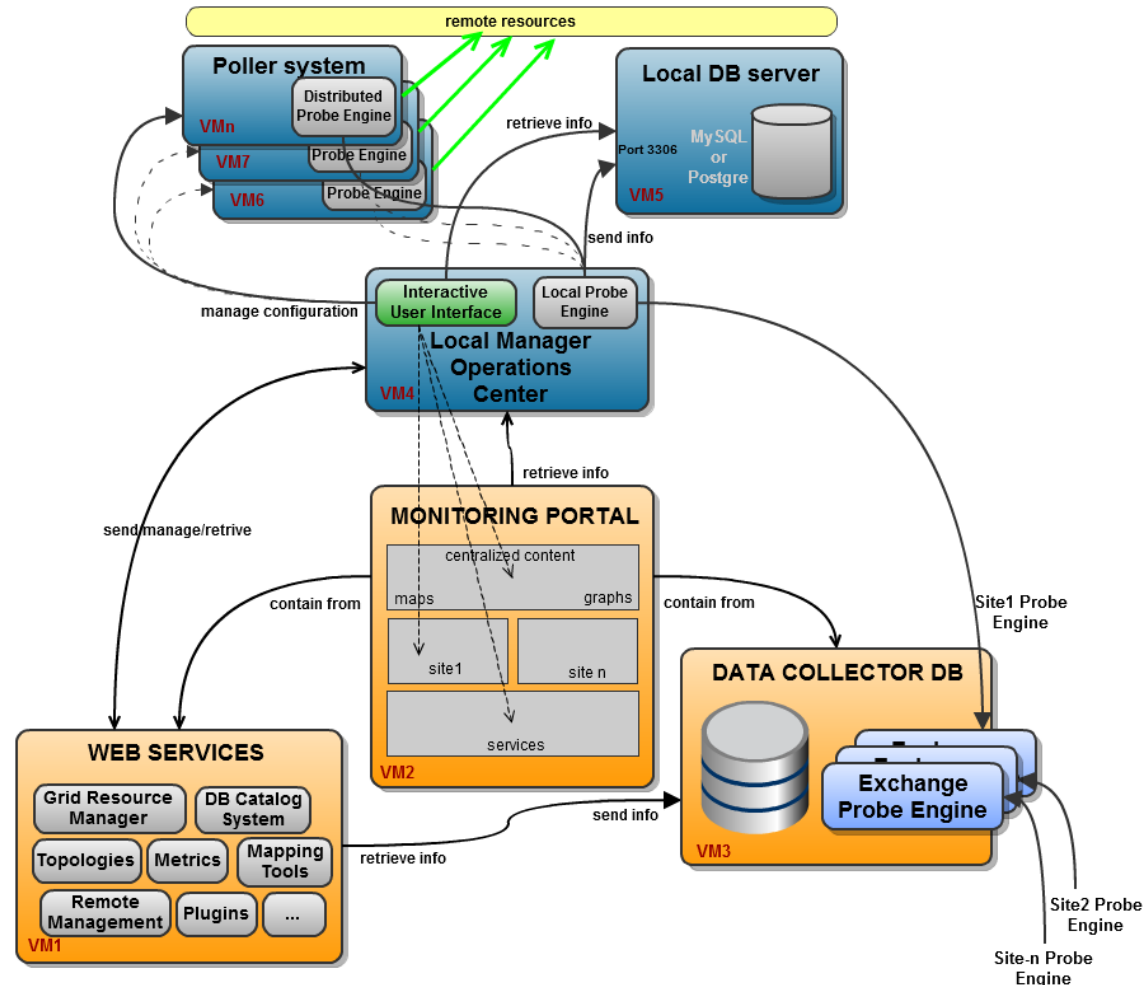 remote resources
Poller system
Distributed
Probe Engine
VMn
Probe Engine
VM7
Probe Engine
VM6
Local DB server
retrieve info
Port 3306
MySQL
or
Postgre
VM5
send info
manage configuration
Interactive
User Interface
Local Probe
Engine
Local Manager
Operations
Center
VM4
retrieve info
send manage/retrive
MONITORING PORTAL
centralized content
maps
graphs
site1
site n
services
VM2
contain from
contain from
Site1 Probe
Engine
DATA COLLECTOR DB
Exchange
Probe Engine
VM3
send info
retrieve info
WEB SERVICES
Grid Resource
Manager
DB Catalog
System
Topologies
Metrics
Mapping
Tools
Remote
Management
Plugins
...
VM1
Site2 Probe
Engine
Site-n Probe
Engine